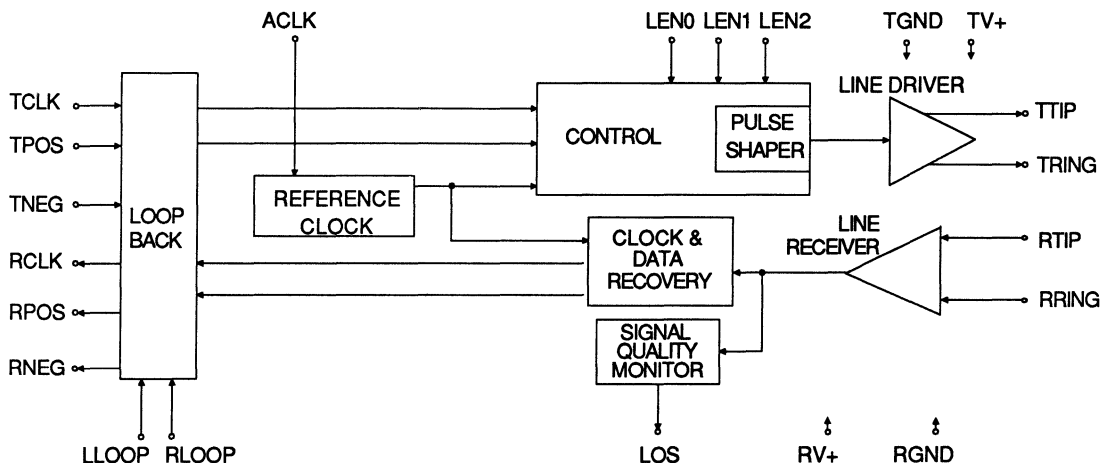 ACLK
LEN0 LEN1 LEN2
TGND TV+
TCLK
TPOS
TNEG
RCLK
RPOS
RNEG
LOOP
BACK
REFERENCE
CLOCK
CONTROL
PULSE
SHAPER
LINE DRIVER
TTIP
TRING
CLOCK &
DATA
RECOVERY
LINE
RECEIVER
RTIP
RRING
SIGNAL
QUALITY
MONITOR
LLOOP RLOOP
LOS
RV+
RGND